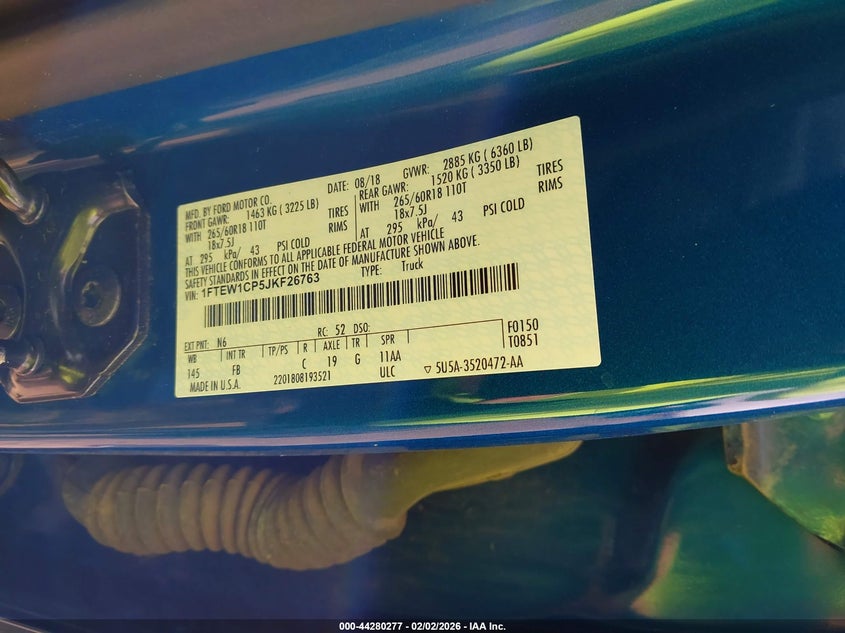 MFD. BY FORD MOTOR CO.
DATE: 08/18 GVWR: 2885 KG ( 6360 LB)
FRONT GAWR: 1463 KG ( 3225 LB) REAR GAWR: 1520 KG ( 3350 LB)
WITH 265/60R18 110T TIRES WITH 265/60R18 110T TIRES
18x7.5J RIMS 18x7.5J RIMS
AT 295 kPa/ 43 PSI COLD AT 295 kPa/ 43 PSI COLD
THIS VEHICLE CONFORMS TO ALL APPLICABLE FEDERAL MOTOR VEHICLE
SAFETY STANDARDS IN EFFECT ON THE DATE OF MANUFACTURE SHOWN ABOVE.
VIN: 1FTEW1CP5JKF26763 TYPE: Truck
EXT PNT: N6 RC: 52 DSO: F0150
WB INT TR TP/PS R AXLE TR SPR T0851
145 FB C 19 G 11AA
MADE IN U.S.A. 2201808193521 ULC ▽ 5U5A-3520472-AA
000-44280277 - 02/02/2026 - IAA Inc.